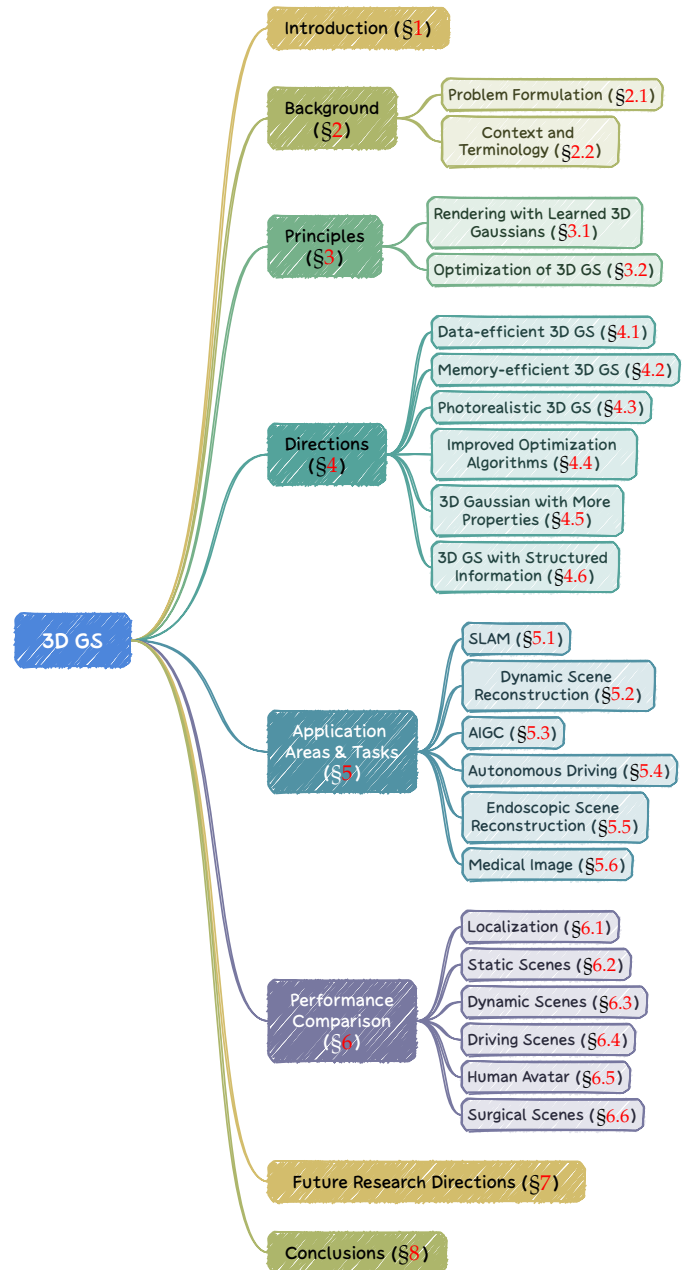 Introduction (§1)
Background
(§2)
Problem Formulation (§2.1)
Context and
Terminology (§2.2)
Principles
(§3)
Rendering with Learned 3D
Gaussians (§3.1)
Optimization of 3D GS (§3.2)
Directions
(§4)
Data-efficient 3D GS (§4.1)
Memory-efficient 3D GS (§4.2)
Photorealistic 3D GS (§4.3)
Improved Optimization
Algorithms (§4.4)
3D Gaussian with More
Properties (§4.5)
3D GS with Structured
Information (§4.6)
3D GS
Application
Areas & Tasks
(§5)
SLAM (§5.1)
Dynamic Scene
Reconstruction (§5.2)
AIGC (§5.3)
Autonomous Driving (§5.4)
Endoscopic Scene
Reconstruction (§5.5)
Medical Image (§5.6)
Performance
Comparison
(§6)
Localization (§6.1)
Static Scenes (§6.2)
Dynamic Scenes (§6.3)
Driving Scenes (§6.4)
Human Avatar (§6.5)
Surgical Scenes (§6.6)
Future Research Directions (§7)
Conclusions (§8)